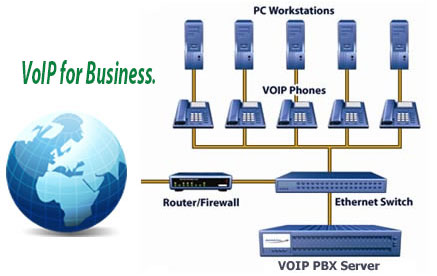 PC Workstations
VoIP for Business.
VOIP Phones
Router/Firewall
Ethernet Switch
VOIP PBX Server